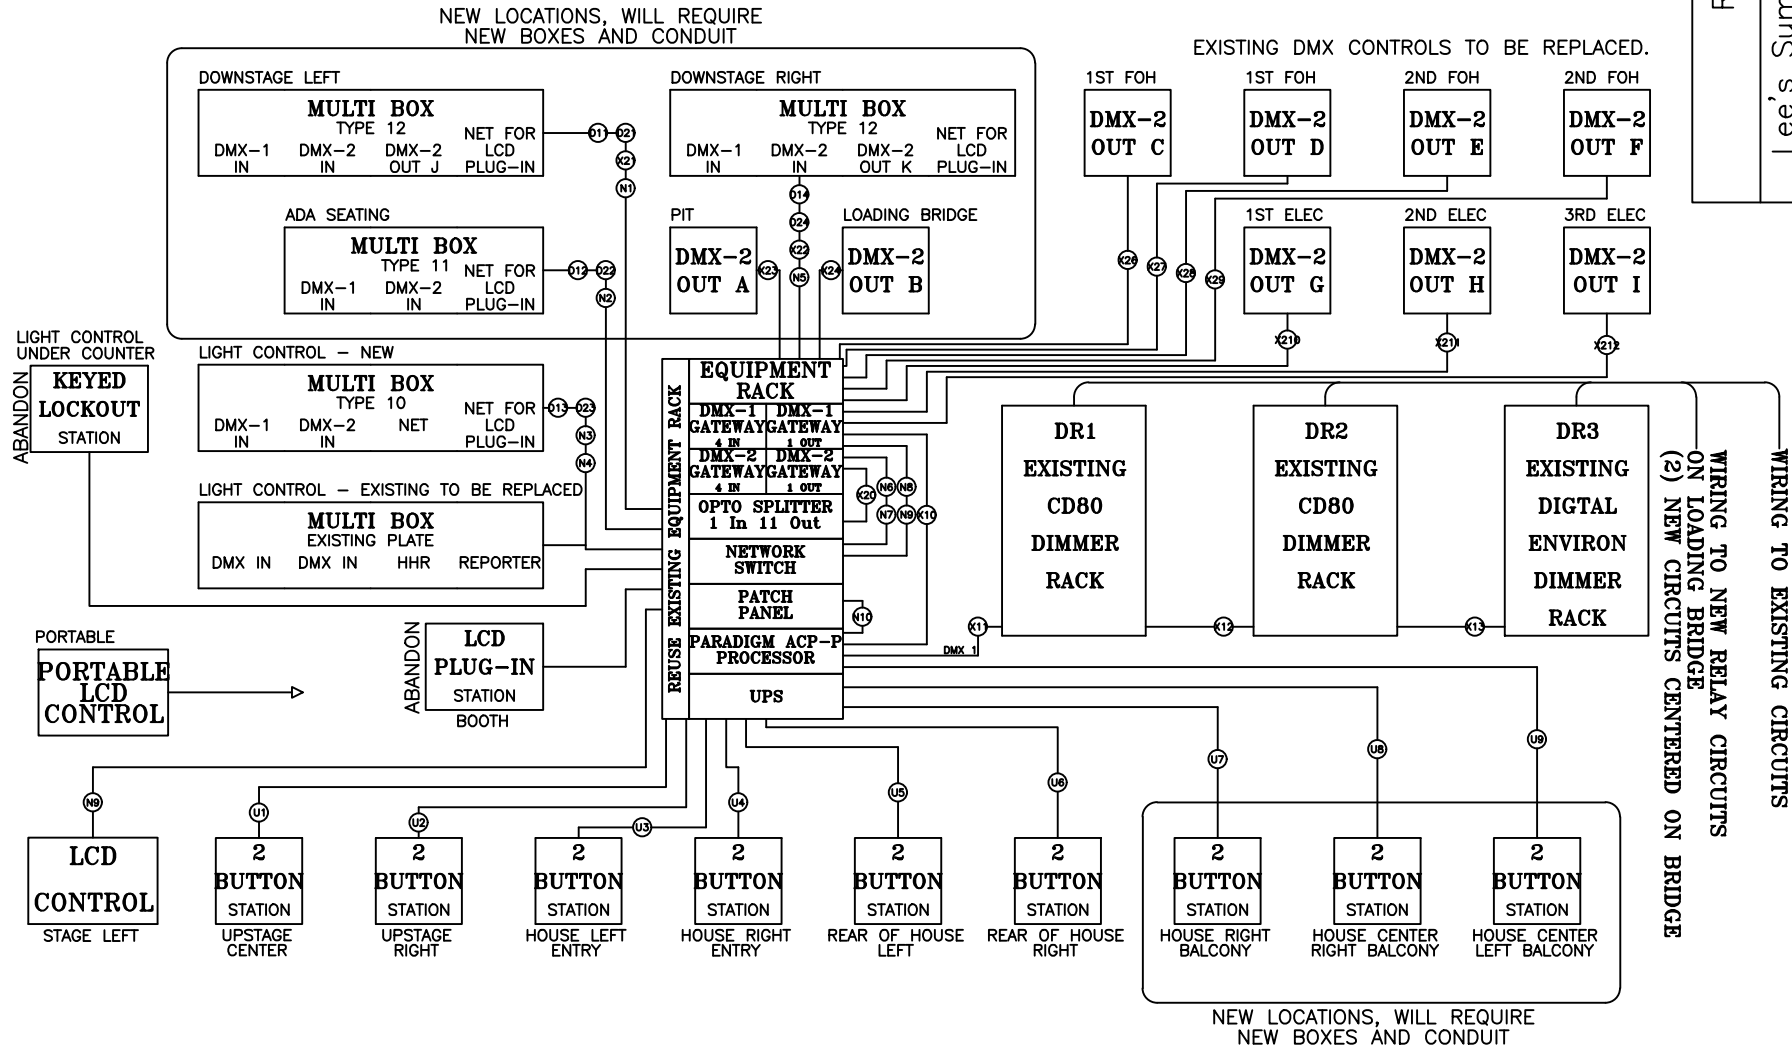 NEW LOCATIONS, WILL REQUIRE
NEW BOXES AND CONDUIT
DOWNSTAGE LEFT
MULTI BOX
TYPE 12
DMX-1
IN
DMX-2
IN
DMX-2
OUT J
NET FOR
LCD
PLUG-IN
D11
D21
X21
N1
DOWNSTAGE RIGHT
MULTI BOX
TYPE 12
DMX-1
IN
DMX-2
IN
DMX-2
OUT K
NET FOR
LCD
PLUG-IN
D14
D24
X22
N5
ADA SEATING
MULTI BOX
TYPE 11
DMX-1
IN
DMX-2
IN
NET FOR
LCD
PLUG-IN
D12
D22
N2
PIT
DMX-2
OUT A
X23
LOADING BRIDGE
DMX-2
OUT B
X24
EXISTING DMX CONTROLS TO BE REPLACED.
1ST FOH
DMX-2
OUT C
1ST FOH
DMX-2
OUT D
2ND FOH
DMX-2
OUT E
2ND FOH
DMX-2
OUT F
X26
X27
X28
X29
1ST ELEC
DMX-2
OUT G
X210
2ND ELEC
DMX-2
OUT H
X211
3RD ELEC
DMX-2
OUT I
X212
R
Lee's Sum
LIGHT CONTROL
UNDER COUNTER
ABANDON
KEYED
LOCKOUT
STATION
LIGHT CONTROL - NEW
MULTI BOX
TYPE 10
DMX-1
IN
DMX-2
IN
NET
NET FOR
LCD
PLUG-IN
D13
D23
N3
N4
LIGHT CONTROL - EXISTING TO BE REPLACED
MULTI BOX
EXISTING PLATE
DMX IN
DMX IN
HHR
REPORTER
PORTABLE
PORTABLE
LCD
CONTROL
ABANDON
LCD
PLUG-IN
STATION
BOOTH
REUSE EXISTING EQUIPMENT RACK
EQUIPMENT
RACK
DMX-1
GATEWAY
4 IN
DMX-1
GATEWAY
1 OUT
DMX-2
GATEWAY
4 IN
DMX-2
GATEWAY
1 OUT
OPTO SPLITTER
1 In 11 Out
NETWORK
SWITCH
PATCH
PANEL
PARADIGM ACP-P
PROCESSOR
UPS
X20
N6
N8
N7
N9
X10
N10
DMX 1
X11
X12
X13
DR1
EXISTING
CD80
DIMMER
RACK
DR2
EXISTING
CD80
DIMMER
RACK
DR3
EXISTING
DIGTAL
ENVIRON
DIMMER
RACK
WIRING TO EXISTING CIRCUITS
WIRING TO NEW RELAY CIRCUITS
ON LOADING BRIDGE
(2) NEW CIRCUITS CENTERED ON BRIDGE
N9
U1
U2
U3
U4
U5
U6
U7
U8
U9
LCD
CONTROL
STAGE LEFT
2
BUTTON
STATION
UPSTAGE
CENTER
2
BUTTON
STATION
UPSTAGE
RIGHT
2
BUTTON
STATION
HOUSE LEFT
ENTRY
2
BUTTON
STATION
HOUSE RIGHT
ENTRY
2
BUTTON
STATION
REAR OF HOUSE
LEFT
2
BUTTON
STATION
REAR OF HOUSE
RIGHT
2
BUTTON
STATION
HOUSE RIGHT
BALCONY
2
BUTTON
STATION
HOUSE CENTER
RIGHT BALCONY
2
BUTTON
STATION
HOUSE CENTER
LEFT BALCONY
NEW LOCATIONS, WILL REQUIRE
NEW BOXES AND CONDUIT